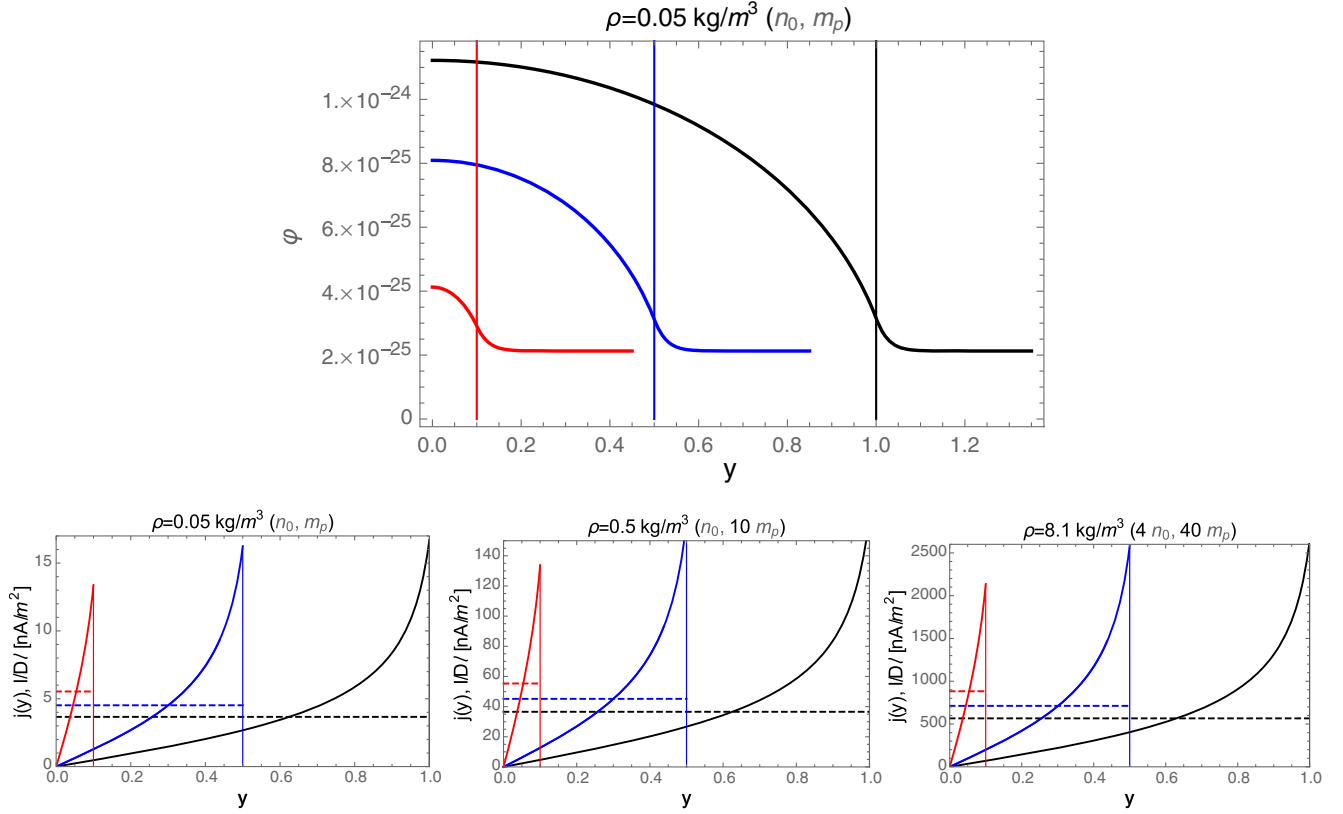 ρ=0.05 kg/m³ (n₀, mₚ)
φ
1.×10⁻²⁴
8.×10⁻²⁵
6.×10⁻²⁵
4.×10⁻²⁵
2.×10⁻²⁵
0
0.0 0.2 0.4 0.6 0.8 1.0 1.2
y
ρ=0.05 kg/m³ (n₀, mₚ)
j(y), I/D/ [nA/m²]
15
10
5
0
0.0 0.2 0.4 0.6 0.8 1.0
y
ρ=0.5 kg/m³ (n₀, 10 mₚ)
j(y), I/D/ [nA/m²]
140
120
100
80
60
40
20
0
0.0 0.2 0.4 0.6 0.8 1.0
y
ρ=8.1 kg/m³ (4 n₀, 40 mₚ)
j(y), I/D/ [nA/m²]
2500
2000
1500
1000
500
0
0.0 0.2 0.4 0.6 0.8 1.0
y